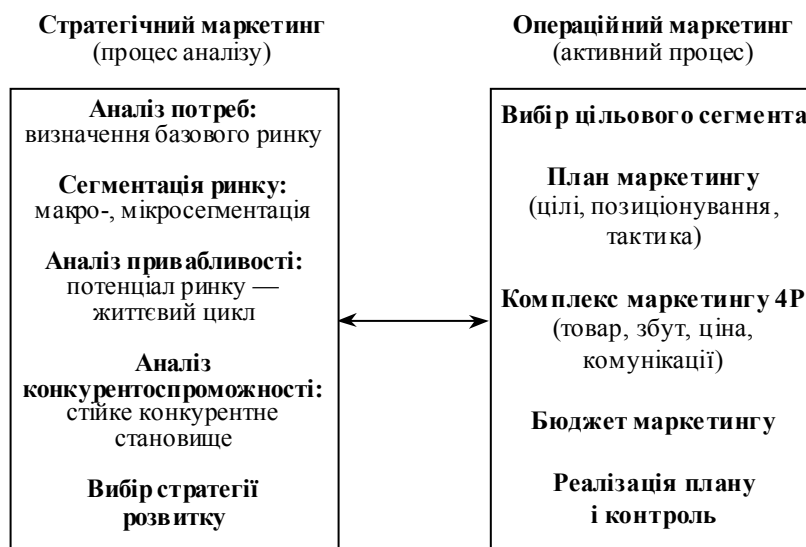 Стратегічний маркетинг
(процес аналізу)
Аналіз потреб:
визначення базового ринку
Сегментація ринку:
макро-, мікросегментація
Аналіз привабливості:
потенціал ринку —
життєвий цикл
Аналіз
конкурентоспроможності:
стійке конкурентне
становище
Вибір стратегії
розвитку
Операційний маркетинг
(активний процес)
Вибір цільового сегмента
План маркетингу
(цілі, позиціонування,
тактика)
Комплекс маркетингу 4Р
(товар, збут, ціна,
комунікації)
Бюджет маркетингу
Реалізація плану
і контроль